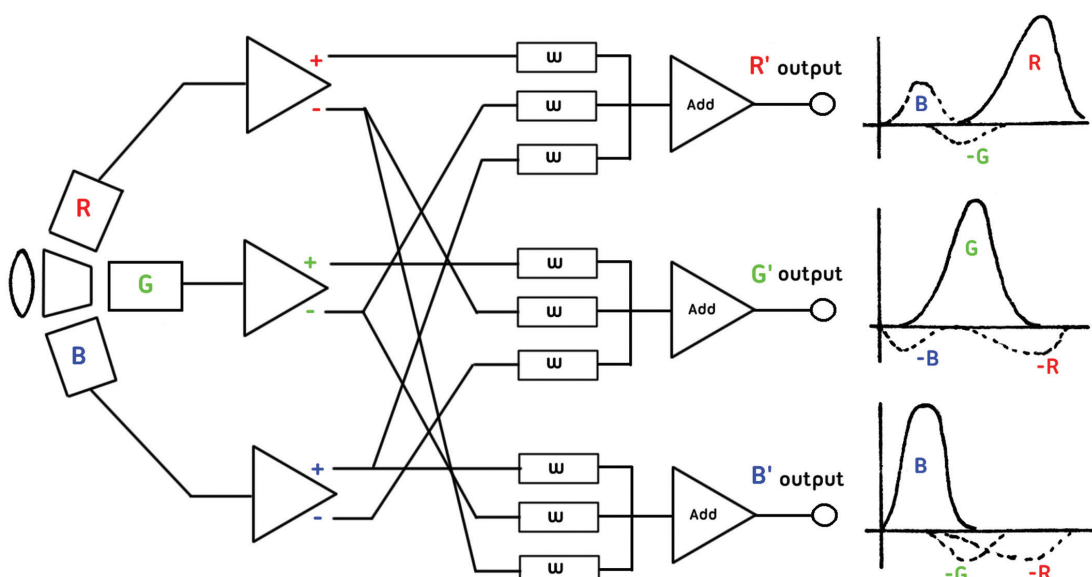 R
G
B
+
-
+
-
+
-
ω
ω
ω
ω
ω
ω
ω
ω
ω
Add
Add
Add
R' output
G' output
B' output
B
R
-G
G
-B
-R
B
-G
-R